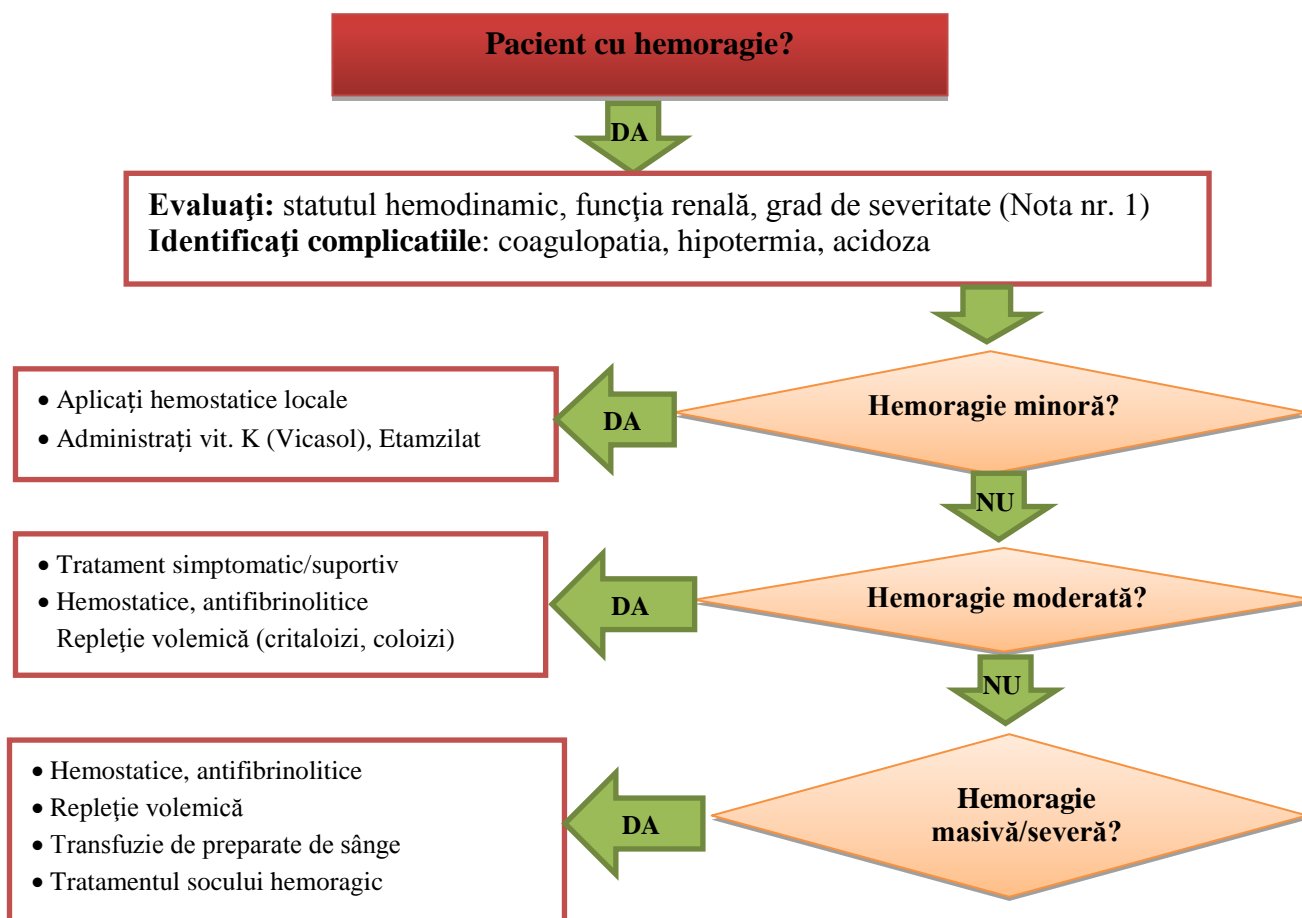 Pacient cu hemoragie?
DA
Evaluaţi: statutul hemodinamic, funcţia renală, grad de severitate (Nota nr. 1)
Identificaţi complicatiile: coagulopatia, hipotermia, acidoza
Hemoragie minoră?
DA
• Aplicați hemostatice locale
• Administrați vit. K (Vicasol), Etamzilat
NU
Hemoragie moderată?
DA
• Tratament simptomatic/suportiv
• Hemostatice, antifibrinolitice
Repleţie volemică (critaloizi, coloizi)
NU
Hemoragie
masivă/severă?
DA
• Hemostatice, antifibrinolitice
• Repleţie volemică
• Transfuzie de preparate de sânge
• Tratamentul socului hemoragic